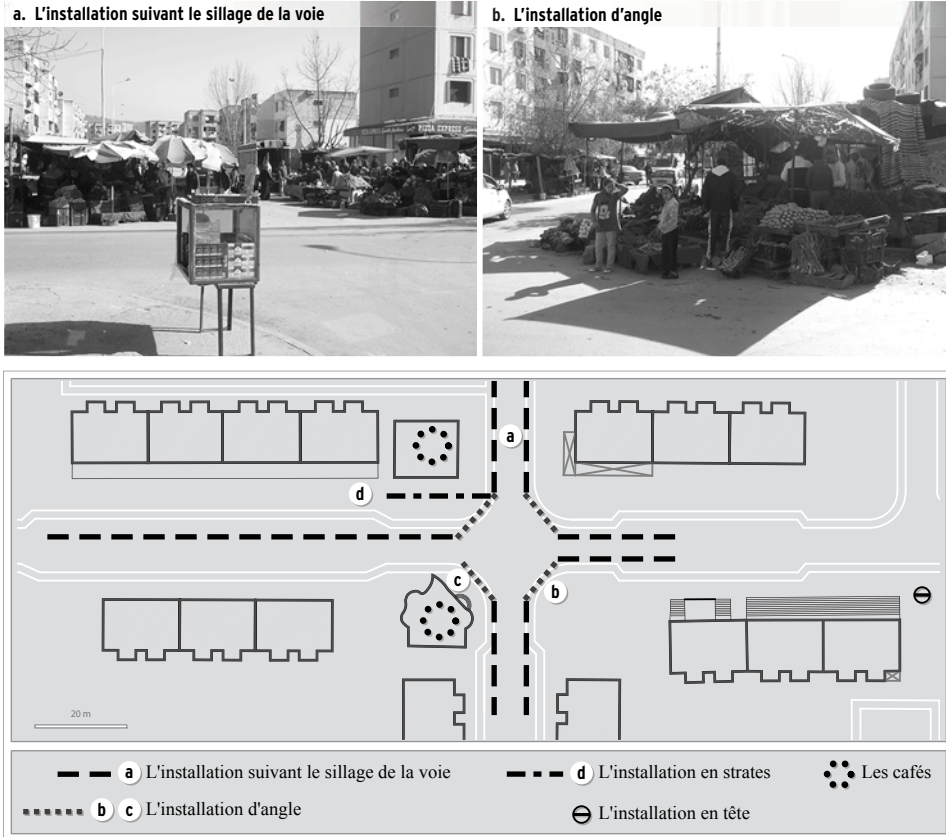 a. L'installation suivant le sillage de la voie
b. L'installation d'angle
PIZZA EXPRESS
a
d
c
b
20 m
a L'installation suivant le sillage de la voie
d L'installation en strates
Les cafés
b c L'installation d'angle
L'installation en tête